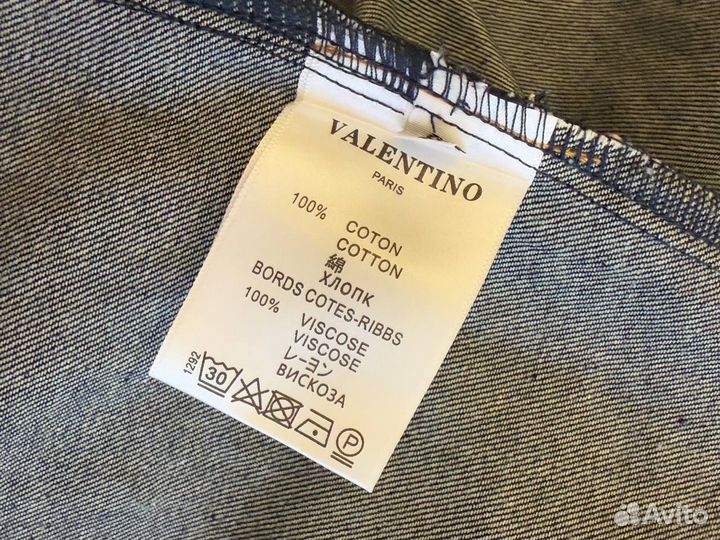 VALENTINO
PARIS
100% COTON
COTTON
綿
ХЛОПК
BORDS COTES-RIBBS
100% VISCOSE
VISCOSE
レーヨン
ВИСКОЗА
1292
30
P
Avito